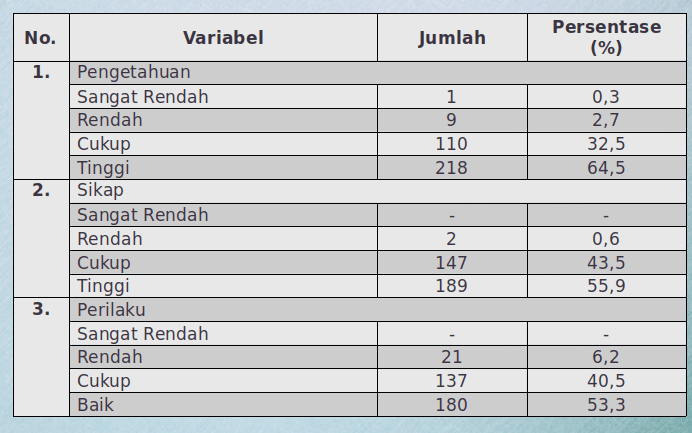 No. Variabel Jumlah Persentase (%)
1. Pengetahuan
Sangat Rendah 1 0,3
Rendah 9 2,7
Cukup 110 32,5
Tinggi 218 64,5
2. Sikap
Sangat Rendah - -
Rendah 2 0,6
Cukup 147 43,5
Tinggi 189 55,9
3. Perilaku
Sangat Rendah - -
Rendah 21 6,2
Cukup 137 40,5
Baik 180 53,3